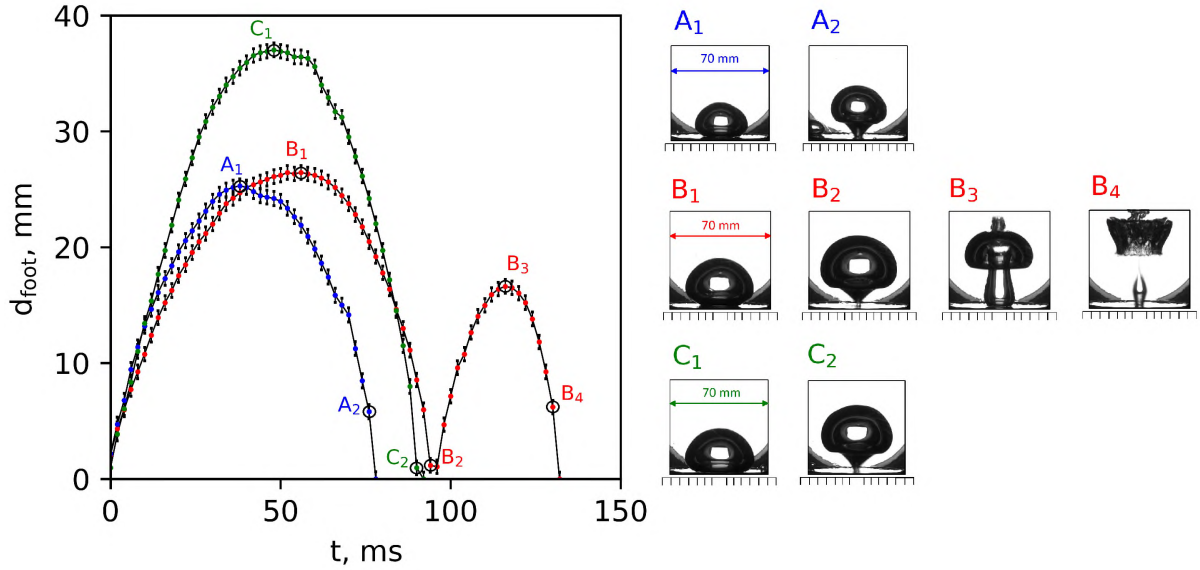 40
30
20
10
0
0
50
100
150
d_foot, mm
t, ms
C₁
B₁
A₁
B₃
A₂
C₂
B₂
B₄
A₁
A₂
70 mm
B₁
B₂
B₃
B₄
70 mm
C₁
C₂
70 mm